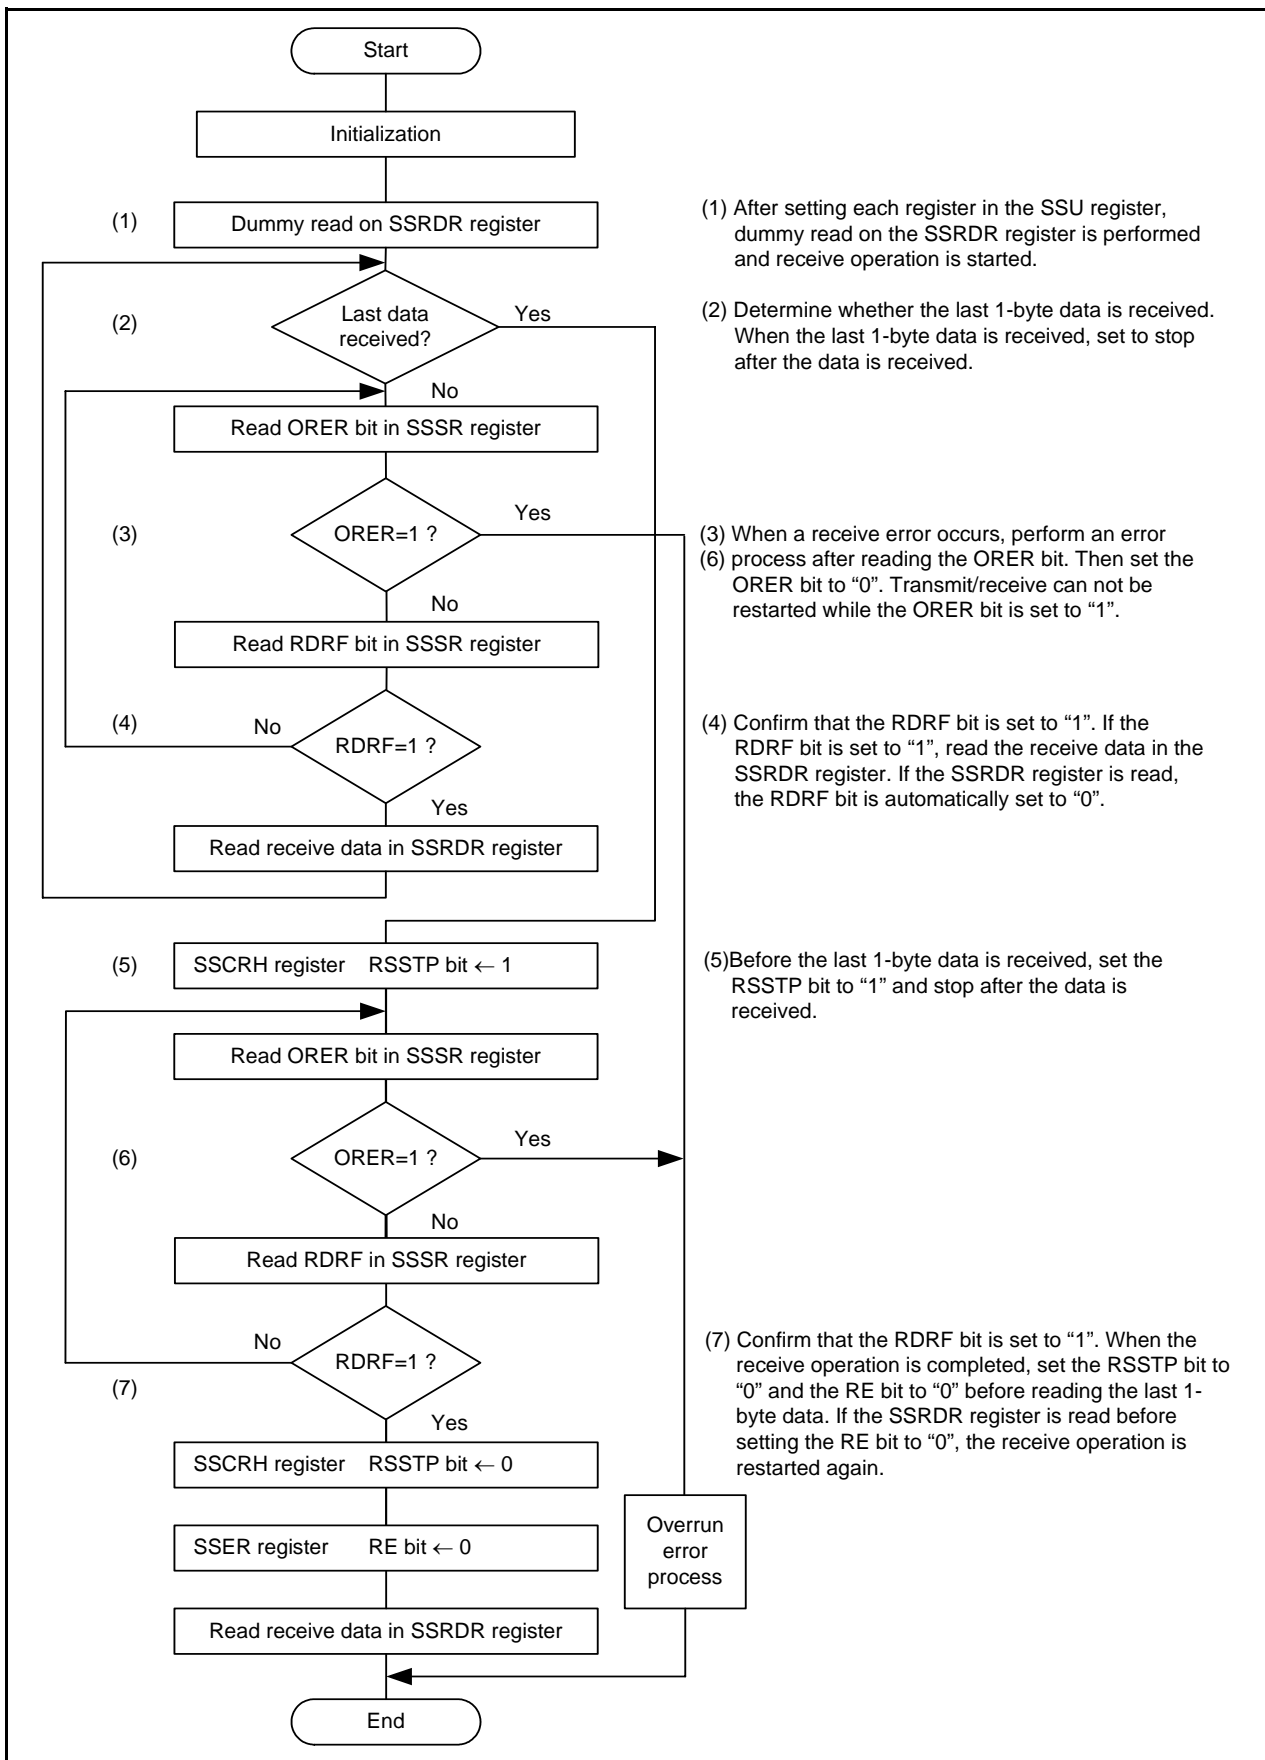 Start
Initialization
(1)
Dummy read on SSRDR register
(1) After setting each register in the SSU register,
dummy read on the SSRDR register is performed
and receive operation is started.
(2)
Last data
received?
Yes
(2) Determine whether the last 1-byte data is received.
When the last 1-byte data is received, set to stop
after the data is received.
No
Read ORER bit in SSSR register
(3)
ORER=1 ?
Yes
(3) When a receive error occurs, perform an error
(6) process after reading the ORER bit. Then set the
ORER bit to “0”. Transmit/receive can not be
restarted while the ORER bit is set to “1”.
No
Read RDRF bit in SSSR register
(4)
No
RDRF=1 ?
(4) Confirm that the RDRF bit is set to “1”. If the
RDRF bit is set to “1”, read the receive data in the
SSRDR register. If the SSRDR register is read,
the RDRF bit is automatically set to “0”.
Yes
Read receive data in SSRDR register
(5)
SSCRH register RSSTP bit ← 1
(5)Before the last 1-byte data is received, set the
RSSTP bit to “1” and stop after the data is
received.
Read ORER bit in SSSR register
(6)
ORER=1 ?
Yes
No
Read RDRF in SSSR register
No
RDRF=1 ?
(7)
(7) Confirm that the RDRF bit is set to “1”. When the
receive operation is completed, set the RSSTP bit to
“0” and the RE bit to “0” before reading the last 1-
byte data. If the SSRDR register is read before
setting the RE bit to “0”, the receive operation is
restarted again.
Yes
SSCRH register RSSTP bit ← 0
SSER register RE bit ← 0
Overrun
error
process
Read receive data in SSRDR register
End